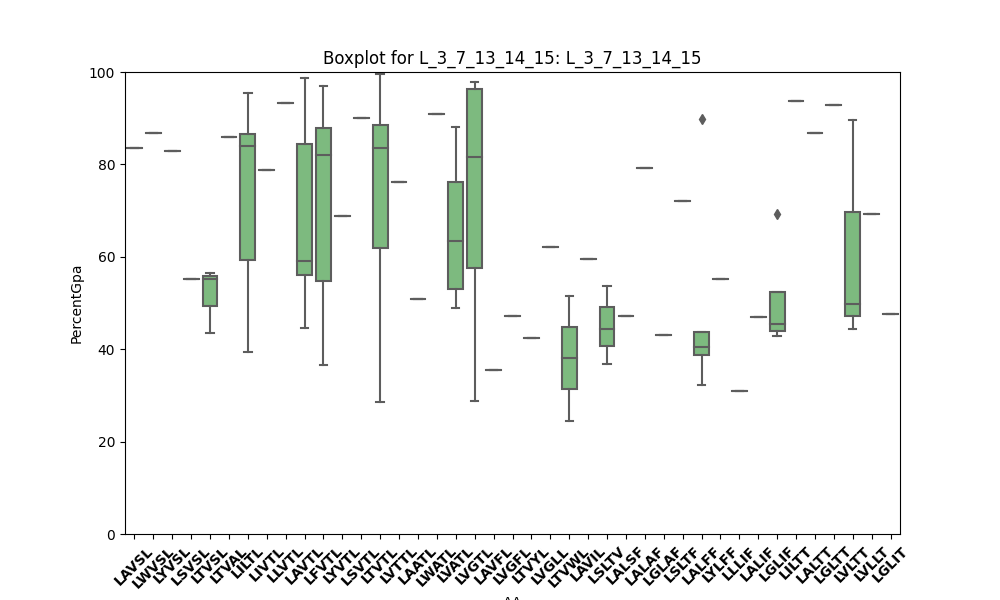 Boxplot for L_3_7_13_14_15: L_3_7_13_14_15
PercentGpa
100
80
60
40
20
0
LAVSL
LWVSL
LYVSL
LSVSL
LTVSL
LTVAL
LILTL
LIVTL
LLVTL
LAVTL
LFVTL
LYVTL
LSVTL
LTVTL
LVTTL
LAATL
LWATL
LVATL
LVGTL
LAVFL
LVGFL
LTVYL
LVGLL
LTVWL
LAVIL
LSLTV
LALSF
LALAF
LGLAF
LSLTF
LALFF
LYLFF
LLLIF
LALIF
LGLIF
LILTT
LALTT
LGLTT
LVLTT
LVLLT
LGLIT